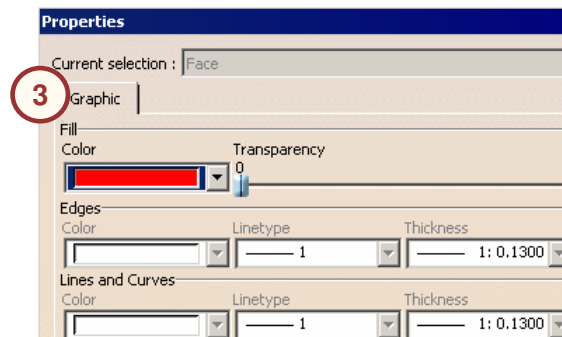 Properties
Current selection : Face
3
Graphic
Fill
Color Transparency
0
Edges
Color Linetype Thickness
1 1: 0.1300
Lines and Curves
Color Linetype Thickness
1 1: 0.1300